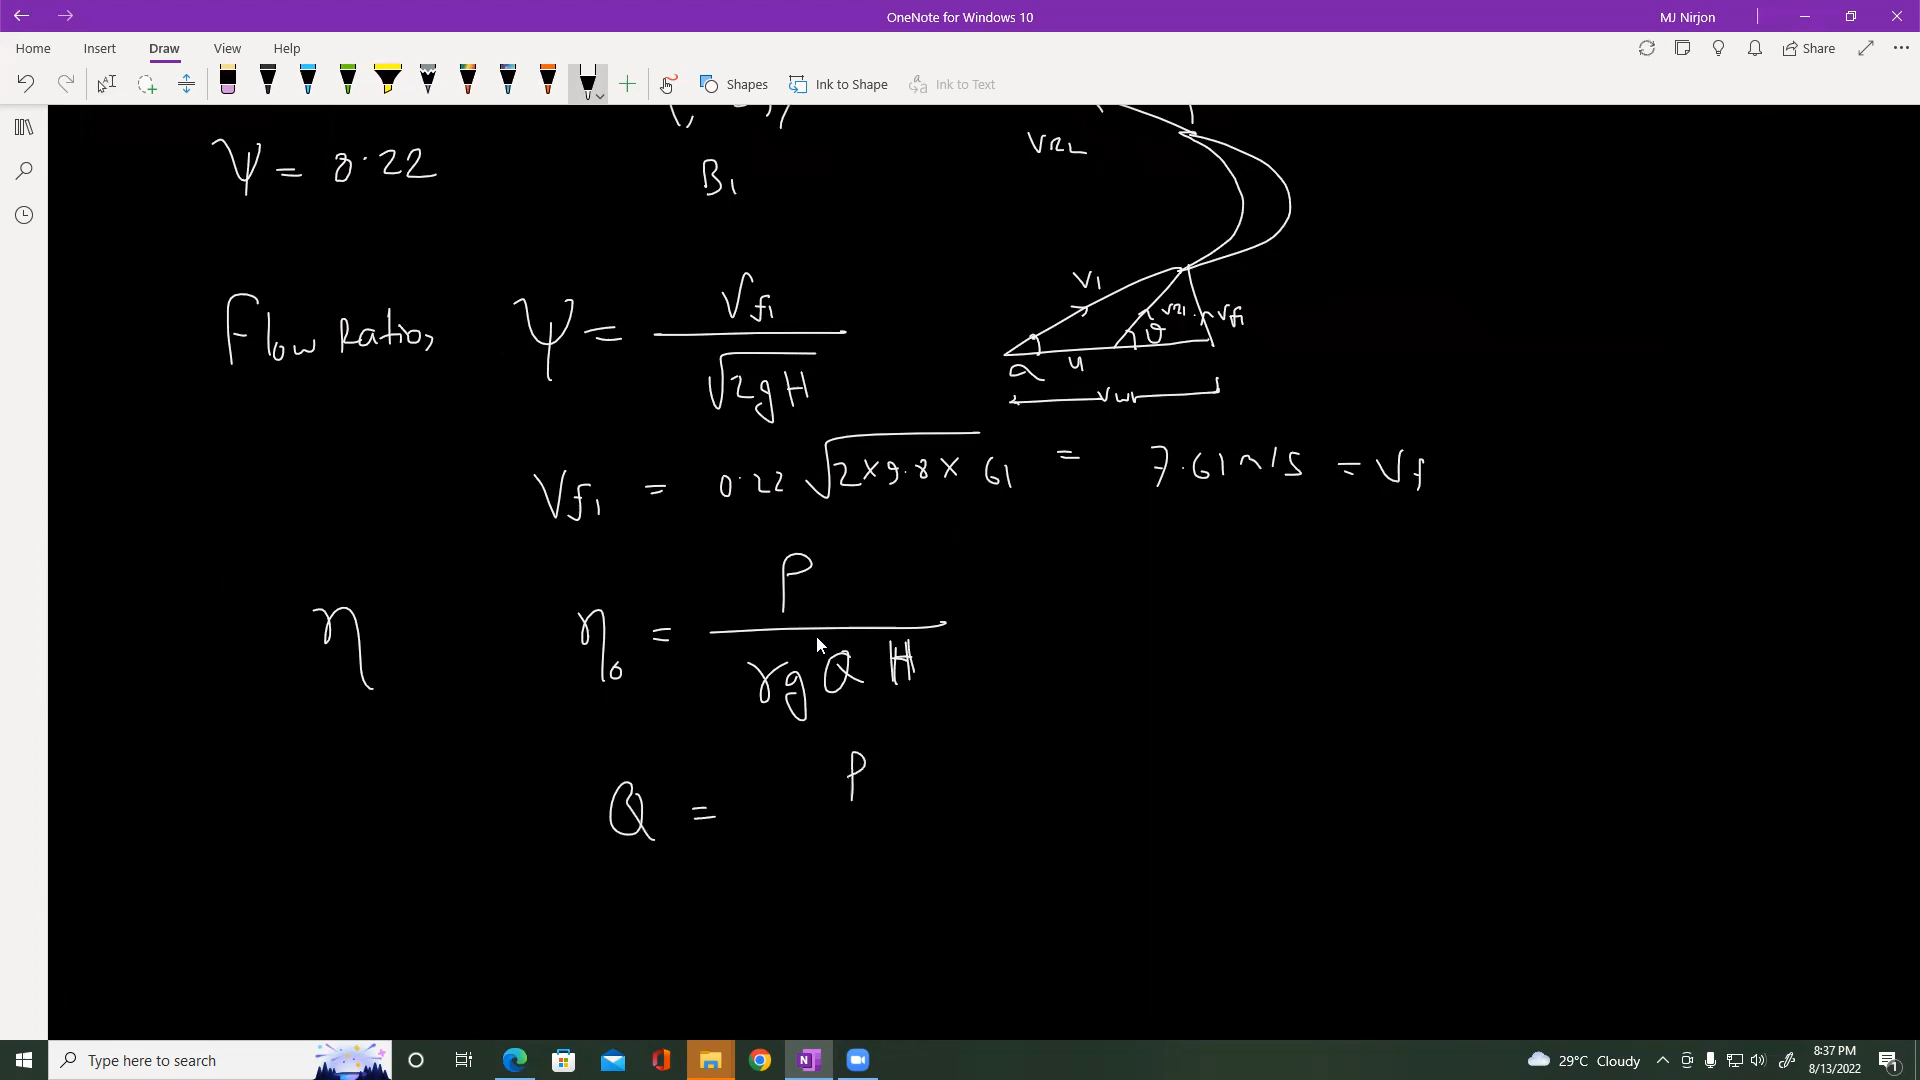 OneNote for Windows 10
MJ Nirjon
Home Insert Draw View Help
Share
Shapes Ink to Shape Ink to Text
VR2
ψ = 0.22
B1
Flow Ratio, ψ = Vf1 / √2gH
V1
VR1 Vf1
α u θ
Vw1
Vf1 = 0.22 √2×9.8×61 = 7.61 m/s = Vf
η η0 = P / rgQH
Q = P
Type here to search
29°C Cloudy
8:37 PM
8/13/2022
1